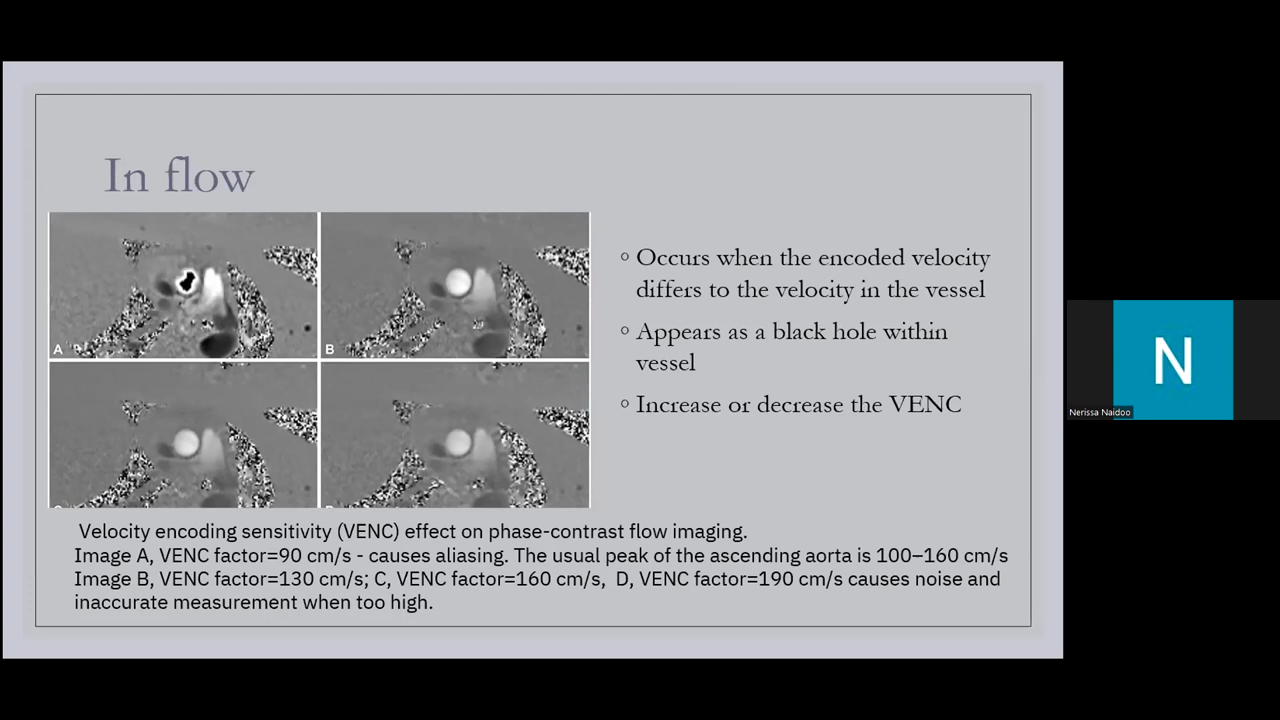 In flow
A
B
◦ Occurs when the encoded velocity
differs to the velocity in the vessel
◦ Appears as a black hole within
vessel
◦ Increase or decrease the VENC
Velocity encoding sensitivity (VENC) effect on phase-contrast flow imaging.
Image A, VENC factor=90 cm/s - causes aliasing. The usual peak of the ascending aorta is 100–160 cm/s
Image B, VENC factor=130 cm/s; C, VENC factor=160 cm/s, D, VENC factor=190 cm/s causes noise and
inaccurate measurement when too high.
N
Nerissa Naidoo